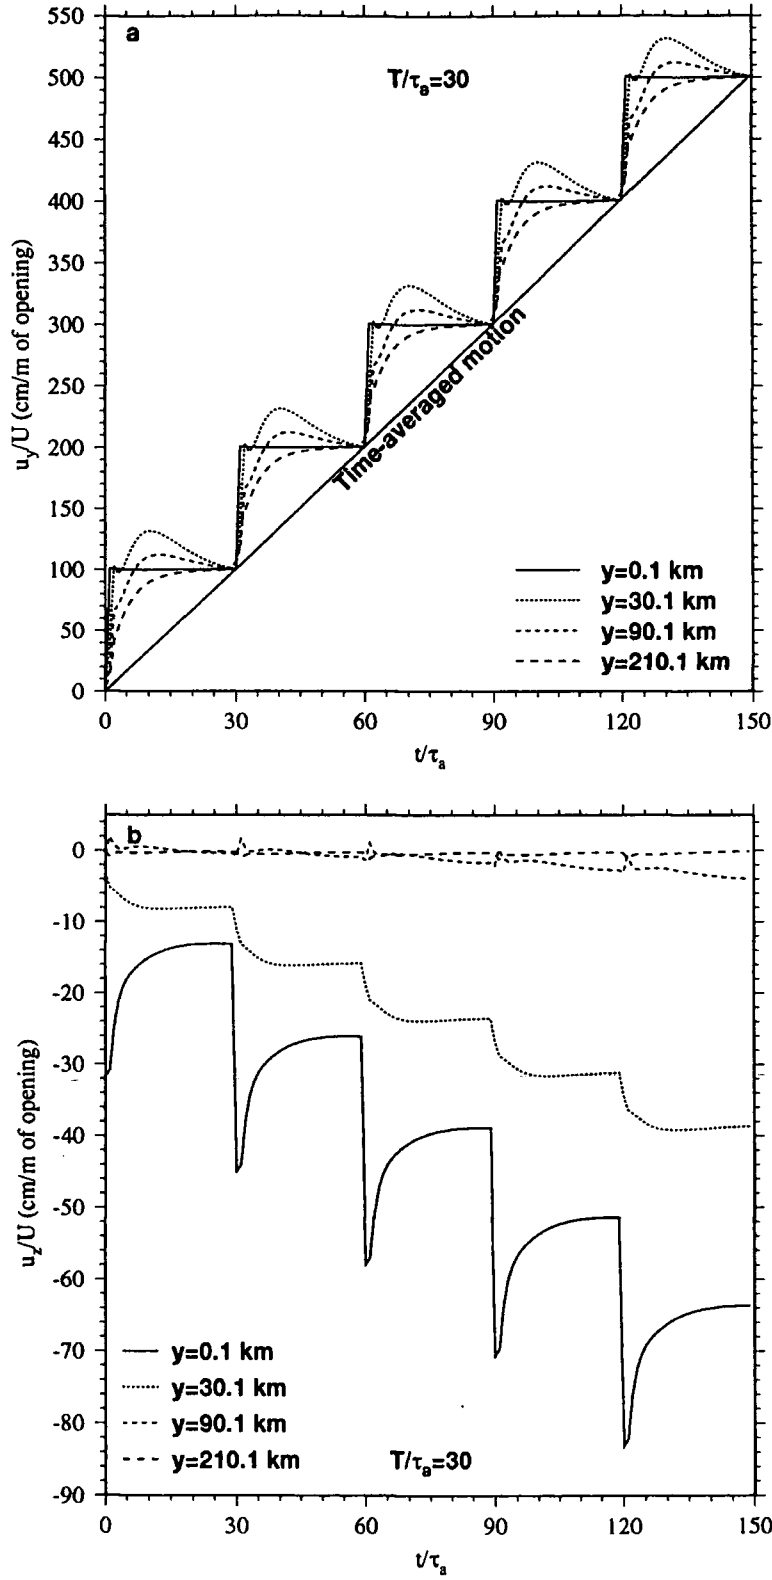 550
a
T/τa=30
500
450
400
350
300
250
200
150
100
50
0
uy/U (cm/m of opening)
Time-averaged motion
y=0.1 km
y=30.1 km
y=90.1 km
y=210.1 km
0 30 60 90 120 150
t/τa
b
0
-10
-20
-30
-40
-50
-60
-70
-80
-90
uz/U (cm/m of opening)
y=0.1 km
y=30.1 km
y=90.1 km
y=210.1 km
T/τa=30
0 30 60 90 120 150
t/τa